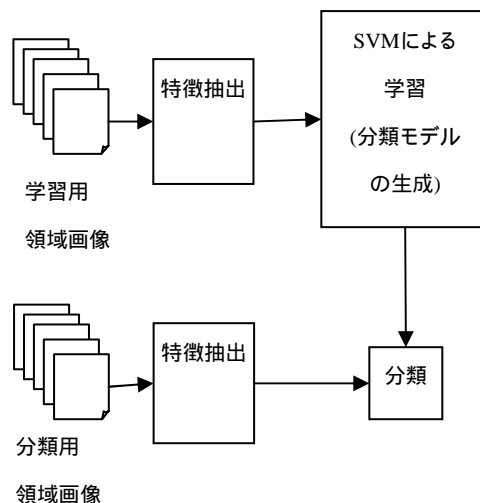 特徴抽出
SVMによる
学習
(分類モデル
の生成)
学習用
領域画像
特徴抽出
分類
分類用
領域画像